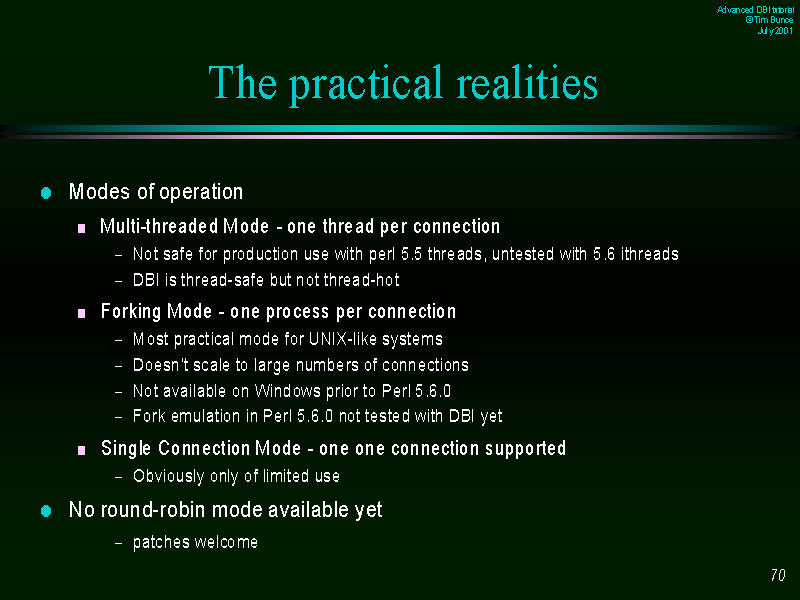 Advanced DBI tutorial
© Tim Bunce
July 2001
The practical realities
Modes of operation
Multi-threaded Mode - one thread per connection
– Not safe for production use with perl 5.5 threads, untested with 5.6 ithreads
– DBI is thread-safe but not thread-hot
Forking Mode - one process per connection
– Most practical mode for UNIX-like systems
– Doesn't scale to large numbers of connections
– Not available on Windows prior to Perl 5.6.0
– Fork emulation in Perl 5.6.0 not tested with DBI yet
Single Connection Mode - one one connection supported
– Obviously only of limited use
No round-robin mode available yet
– patches welcome
70